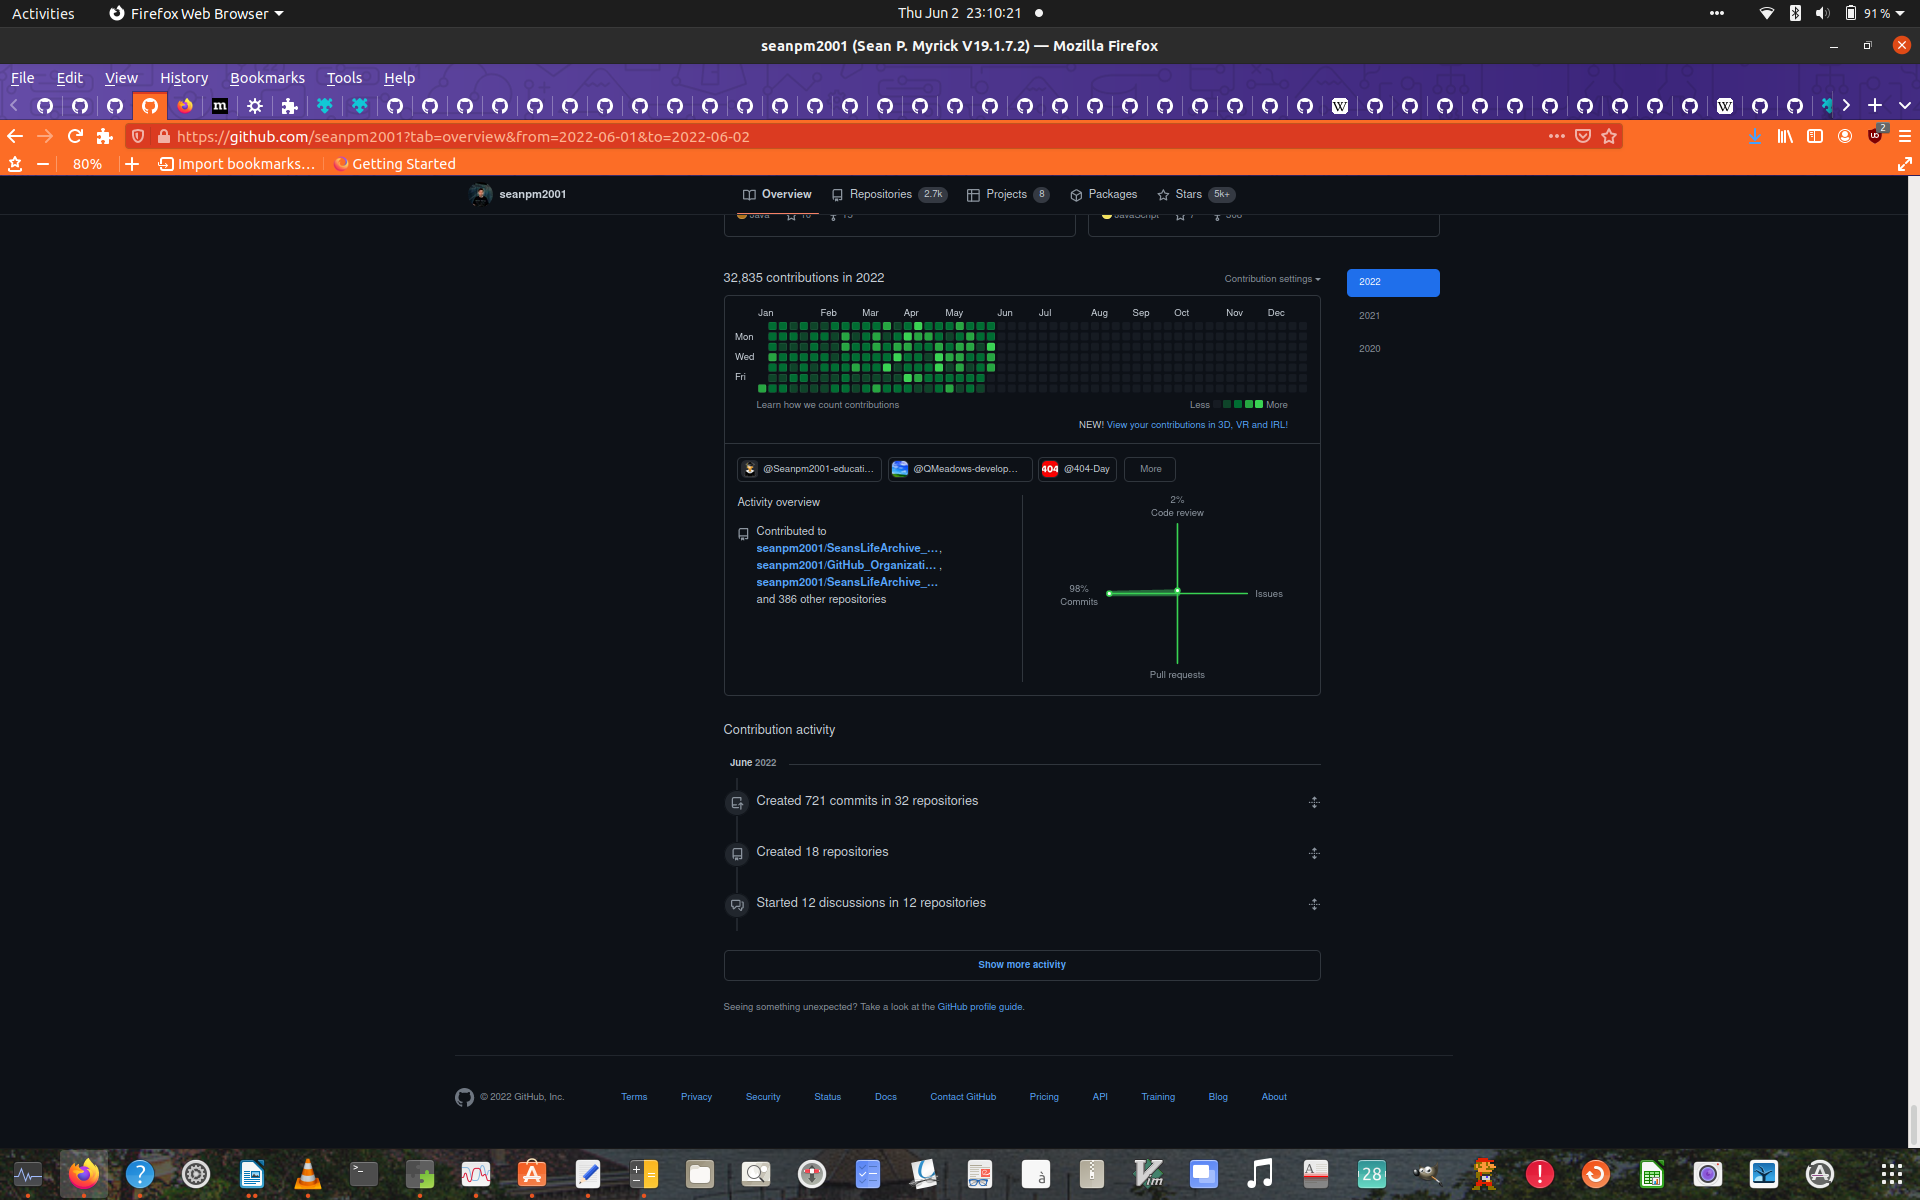 Activities
Firefox Web Browser
Thu Jun 2 23:10:21
91 %
seanpm2001 (Sean P. Myrick V19.1.7.2) — Mozilla Firefox
File Edit View History Bookmarks Tools Help
https://github.com/seanpm2001?tab=overview&from=2022-06-01&to=2022-06-02
2
80%
Import bookmarks...
Getting Started
seanpm2001
Overview
Repositories 2.7k
Projects 8
Packages
Stars 5k+
Java
JavaScript
32,835 contributions in 2022
Contribution settings
2022
2021
2020
Jan Feb Mar Apr May Jun Jul Aug Sep Oct Nov Dec
Mon
Wed
Fri
Learn how we count contributions
Less
More
NEW! View your contributions in 3D, VR and IRL!
@Seanpm2001-educati...
@QMeadows-develop...
404 @404-Day
More
Activity overview
Contributed to
seanpm2001/SeansLifeArchive_...,
seanpm2001/GitHub_Organizati... ,
seanpm2001/SeansLifeArchive_...
and 386 other repositories
2%
Code review
98%
Commits
Issues
Pull requests
Contribution activity
June 2022
Created 721 commits in 32 repositories
Created 18 repositories
Started 12 discussions in 12 repositories
Show more activity
Seeing something unexpected? Take a look at the GitHub profile guide.
© 2022 GitHub, Inc.
Terms
Privacy
Security
Status
Docs
Contact GitHub
Pricing
API
Training
Blog
About
28